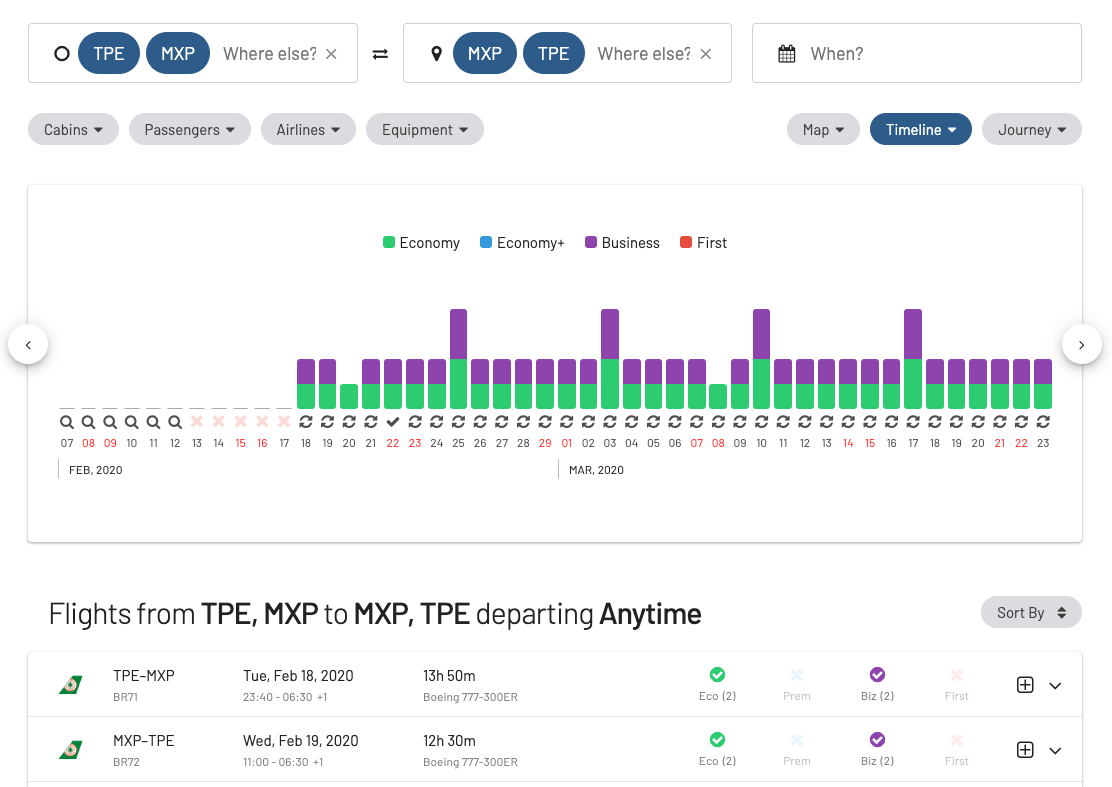 TPE MXP Where else? MXP TPE Where else? When?
Cabins Passengers Airlines Equipment Map Timeline Journey
Economy Economy+ Business First
07 08 09 10 11 12 13 14 15 16 17 18 19 20 21 22 23 24 25 26 27 28 29 01 02 03 04 05 06 07 08 09 10 11 12 13 14 15 16 17 18 19 20 21 22 23
FEB, 2020 MAR, 2020
Flights from TPE, MXP to MXP, TPE departing Anytime Sort By
TPE–MXP Tue, Feb 18, 2020 13h 50m
BR71 23:40 - 06:30 +1 Boeing 777-300ER Eco (2) Prem Biz (2) First
MXP–TPE Wed, Feb 19, 2020 12h 30m
BR72 11:00 - 06:30 +1 Boeing 777-300ER Eco (2) Prem Biz (2) First